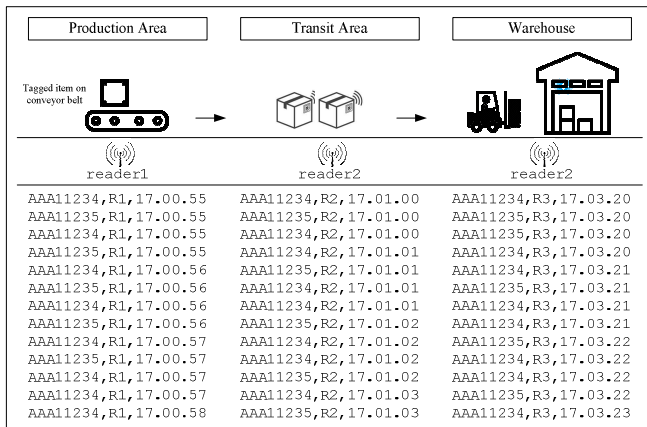 Production Area
Transit Area
Warehouse
Tagged item on
conveyor belt
reader1
reader2
reader2
AAA11234,R1,17.00.55 AAA11234,R2,17.01.00 AAA11234,R3,17.03.20
AAA11235,R1,17.00.55 AAA11235,R2,17.01.00 AAA11235,R3,17.03.20
AAA11234,R1,17.00.55 AAA11234,R2,17.01.00 AAA11235,R3,17.03.20
AAA11235,R1,17.00.55 AAA11234,R2,17.01.01 AAA11234,R3,17.03.20
AAA11234,R1,17.00.56 AAA11235,R2,17.01.01 AAA11234,R3,17.03.21
AAA11235,R1,17.00.56 AAA11234,R2,17.01.01 AAA11235,R3,17.03.21
AAA11234,R1,17.00.56 AAA11234,R2,17.01.01 AAA11234,R3,17.03.21
AAA11235,R1,17.00.56 AAA11235,R2,17.01.02 AAA11234,R3,17.03.21
AAA11234,R1,17.00.57 AAA11234,R2,17.01.02 AAA11235,R3,17.03.22
AAA11235,R1,17.00.57 AAA11234,R2,17.01.02 AAA11234,R3,17.03.22
AAA11234,R1,17.00.57 AAA11235,R2,17.01.02 AAA11235,R3,17.03.22
AAA11234,R1,17.00.57 AAA11234,R2,17.01.03 AAA11235,R3,17.03.22
AAA11234,R1,17.00.58 AAA11235,R2,17.01.03 AAA11234,R3,17.03.23